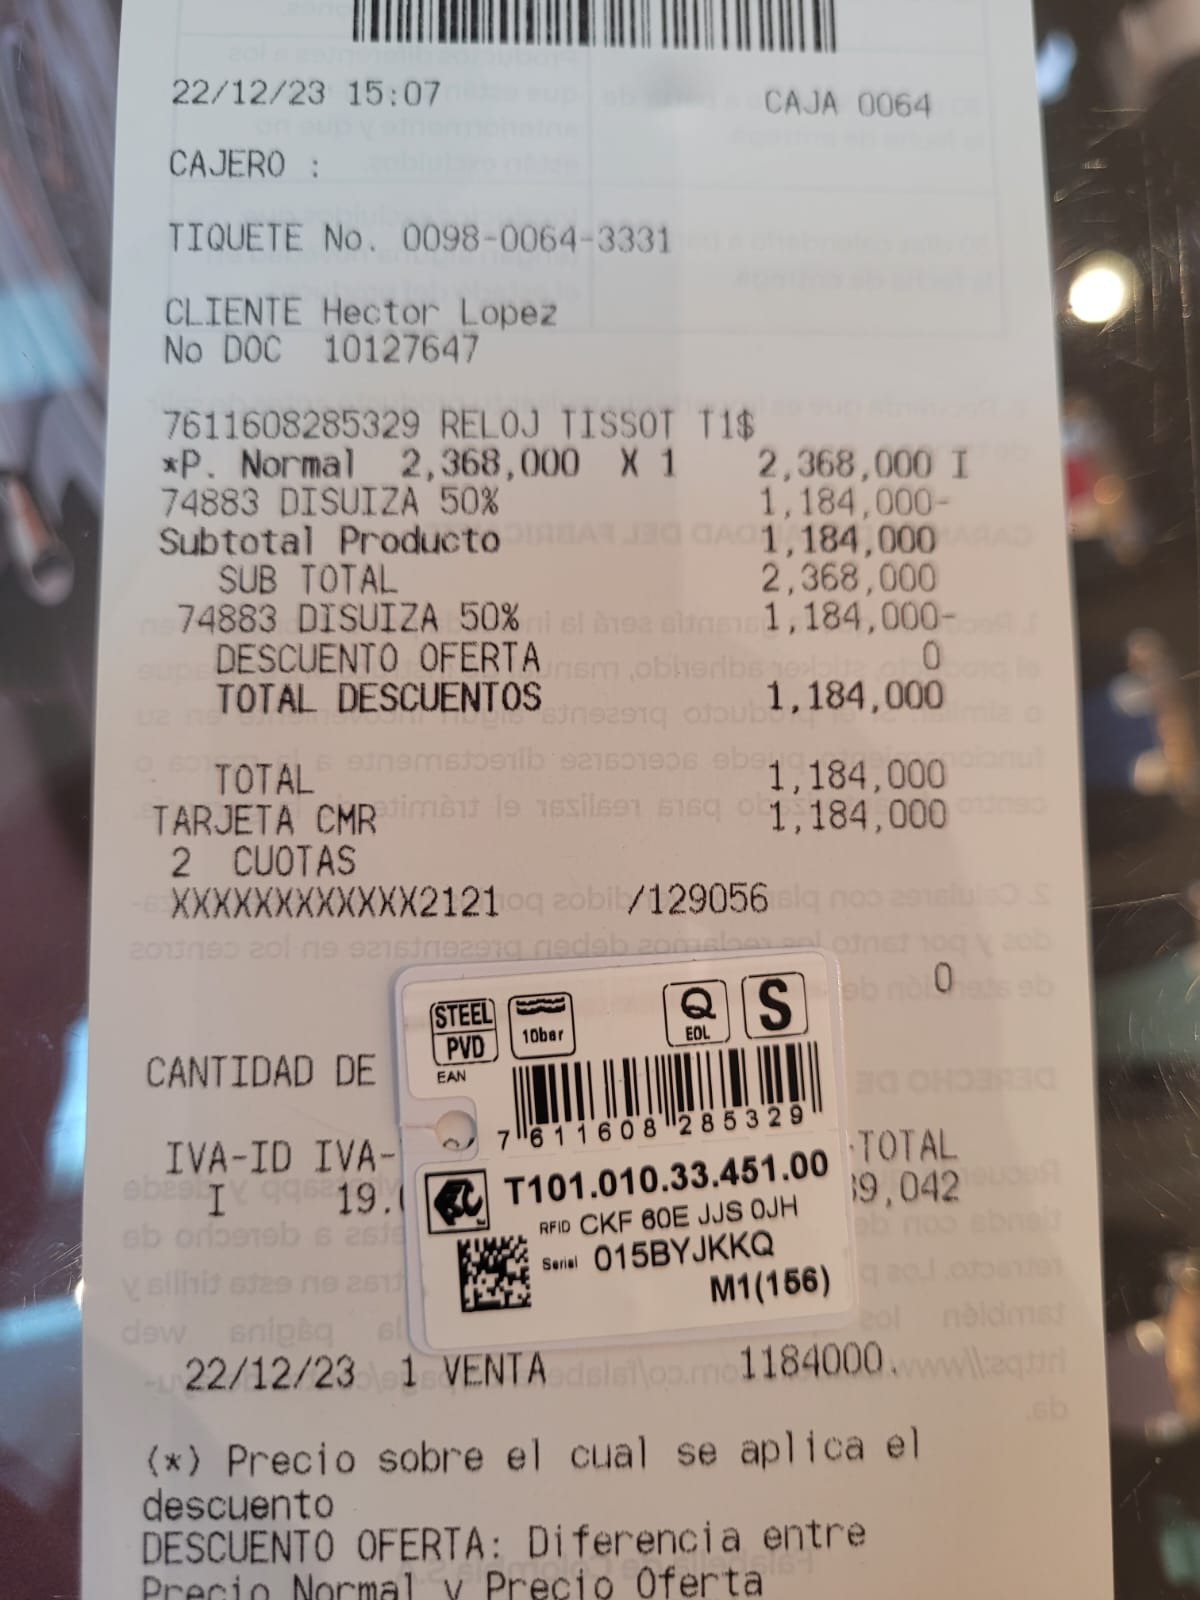 22/12/23 15:07 CAJA 0064
CAJERO :
TIQUETE No. 0098-0064-3331
CLIENTE Hector Lopez
No DOC 10127647
7611608285329 RELOJ TISSOT T1$
*P. Normal 2,368,000 X 1 2,368,000 I
74883 DISUIZA 50% 1,184,000-
Subtotal Producto 1,184,000
SUB TOTAL 2,368,000
74883 DISUIZA 50% 1,184,000-
DESCUENTO OFERTA 0
TOTAL DESCUENTOS 1,184,000
TOTAL 1,184,000
TARJETA CMR 1,184,000
2 CUOTAS
XXXXXXXXXXXX2121 /129056
0
CANTIDAD DE
IVA-ID IVA- -TOTAL
I 19. 9,042
STEEL PVD 10bar Q EOL S
EAN
7 611608 285329
T101.010.33.451.00
RFID CKF 60E JJS 0JH
Serial 015BYJKKQ
M1(156)
22/12/23 1 VENTA 1184000.
(*) Precio sobre el cual se aplica el
descuento
DESCUENTO OFERTA: Diferencia entre
Precio Normal y Precio Oferta